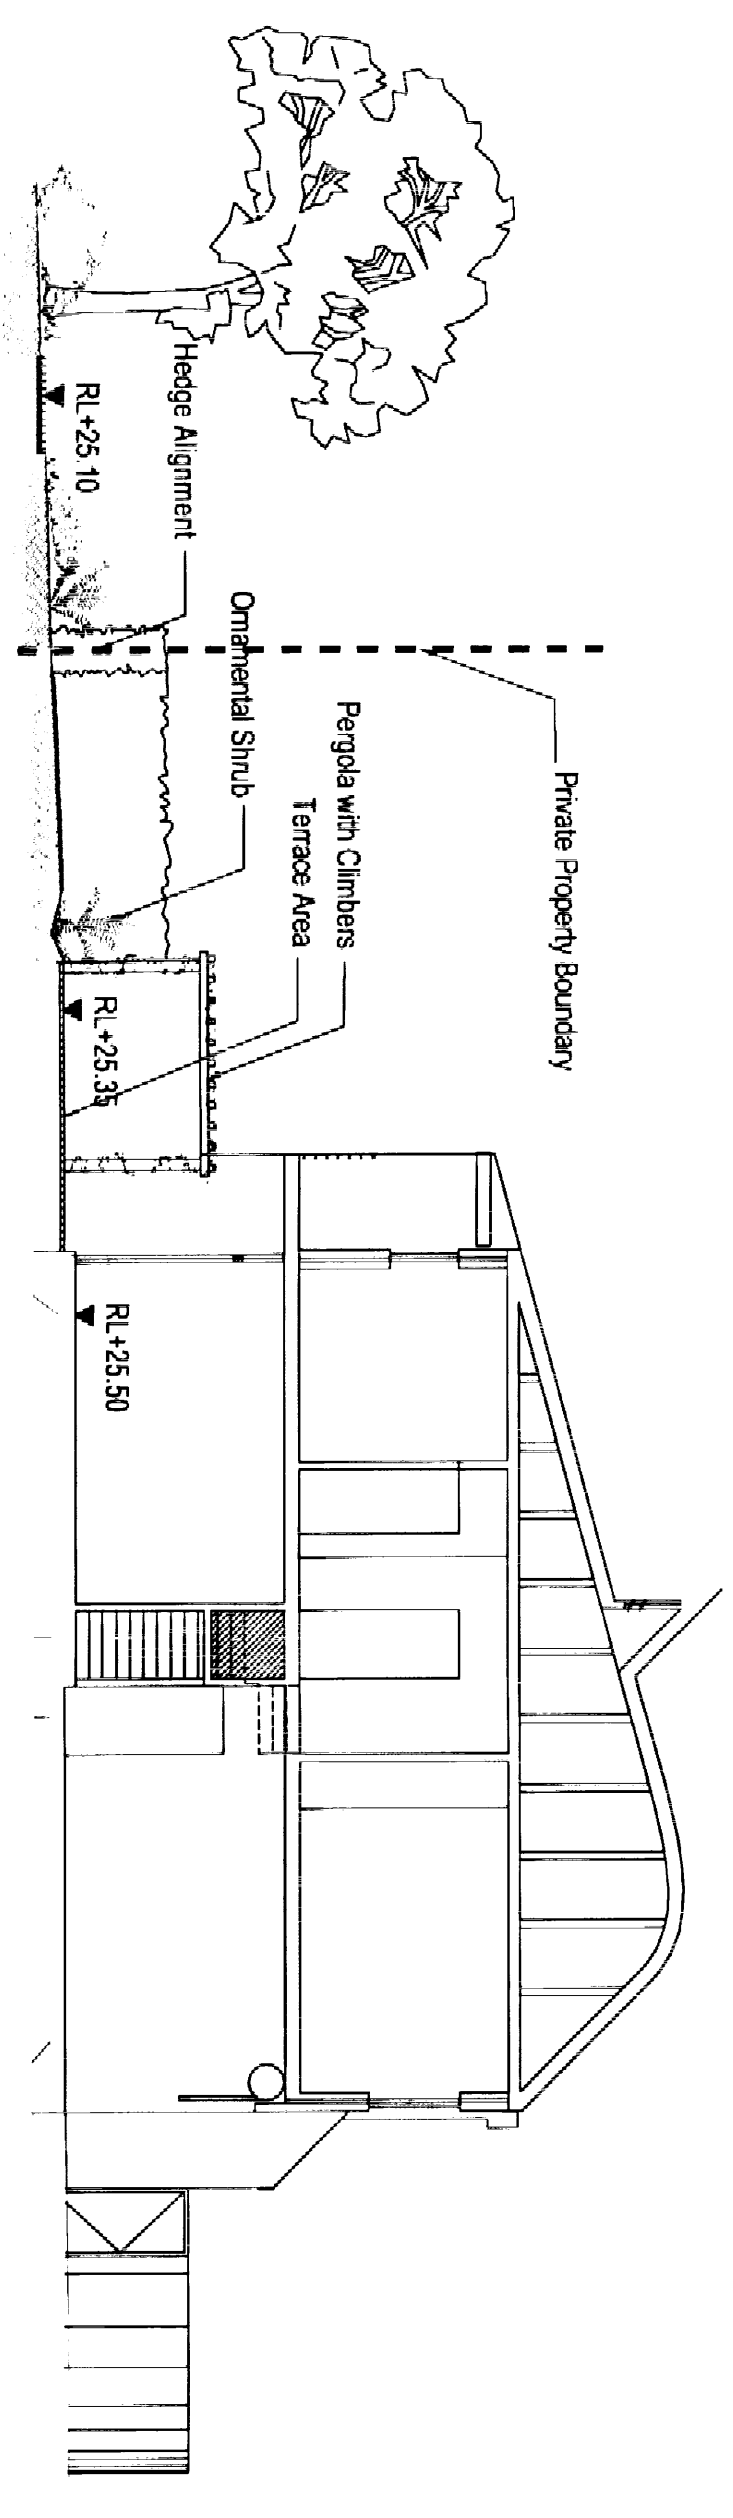 Private Property Boundary
Pergola with Climbers
Terrace Area
Ornamental Shrub
Hedge Alignment
RL+25.10
RL+25.35
RL+25.50